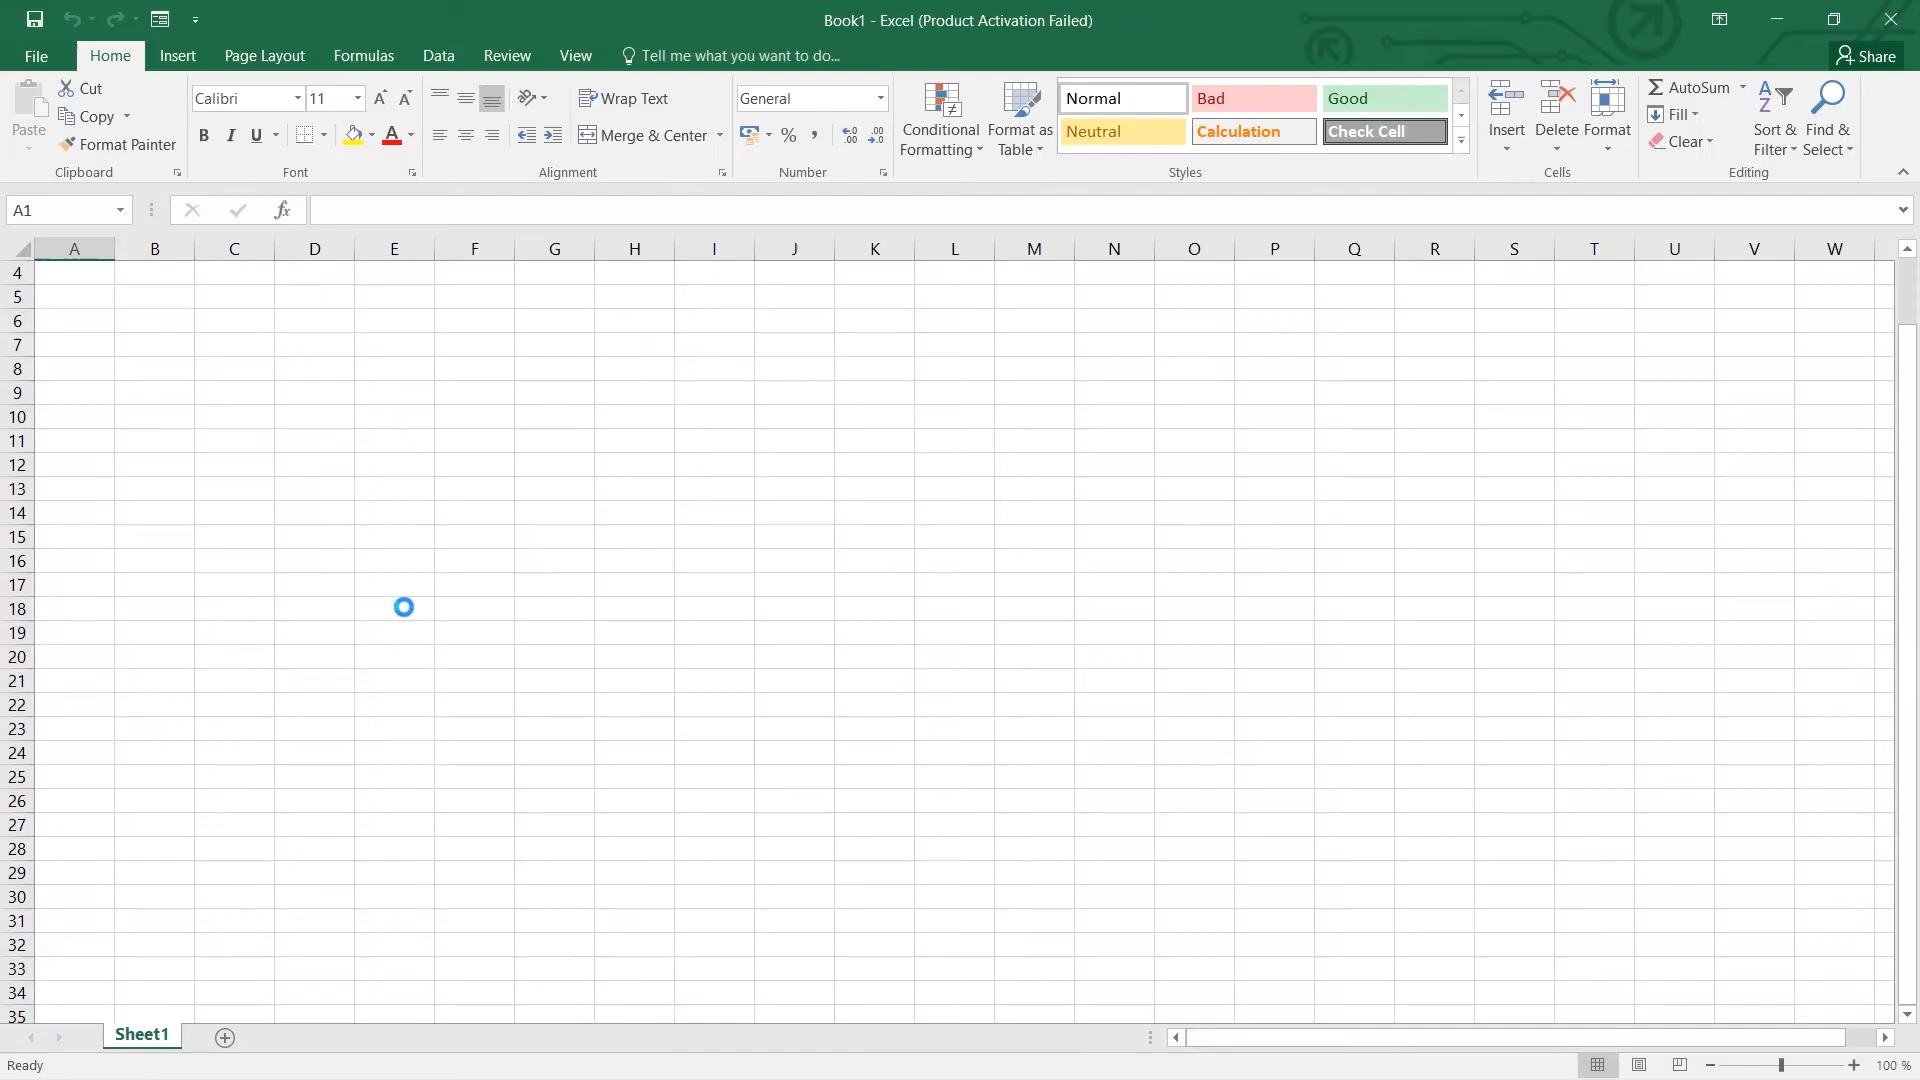 Book1 - Excel (Product Activation Failed)
File Home Insert Page Layout Formulas Data Review View Tell me what you want to do... Share
Paste
Cut
Copy
Format Painter
Clipboard
Calibri 11
B I U A
Font
Wrap Text
Merge & Center
Alignment
General
%
Number
Conditional Formatting
Format as Table
Normal Bad Good
Neutral Calculation Check Cell
Styles
Insert Delete Format
Cells
AutoSum
Fill
Clear
Sort & Filter
Find & Select
Editing
A1 fx
A B C D E F G H I J K L M N O P Q R S T U V W
4
5
6
7
8
9
10
11
12
13
14
15
16
17
18
19
20
21
22
23
24
25
26
27
28
29
30
31
32
33
34
35
Sheet1
Ready 100 %